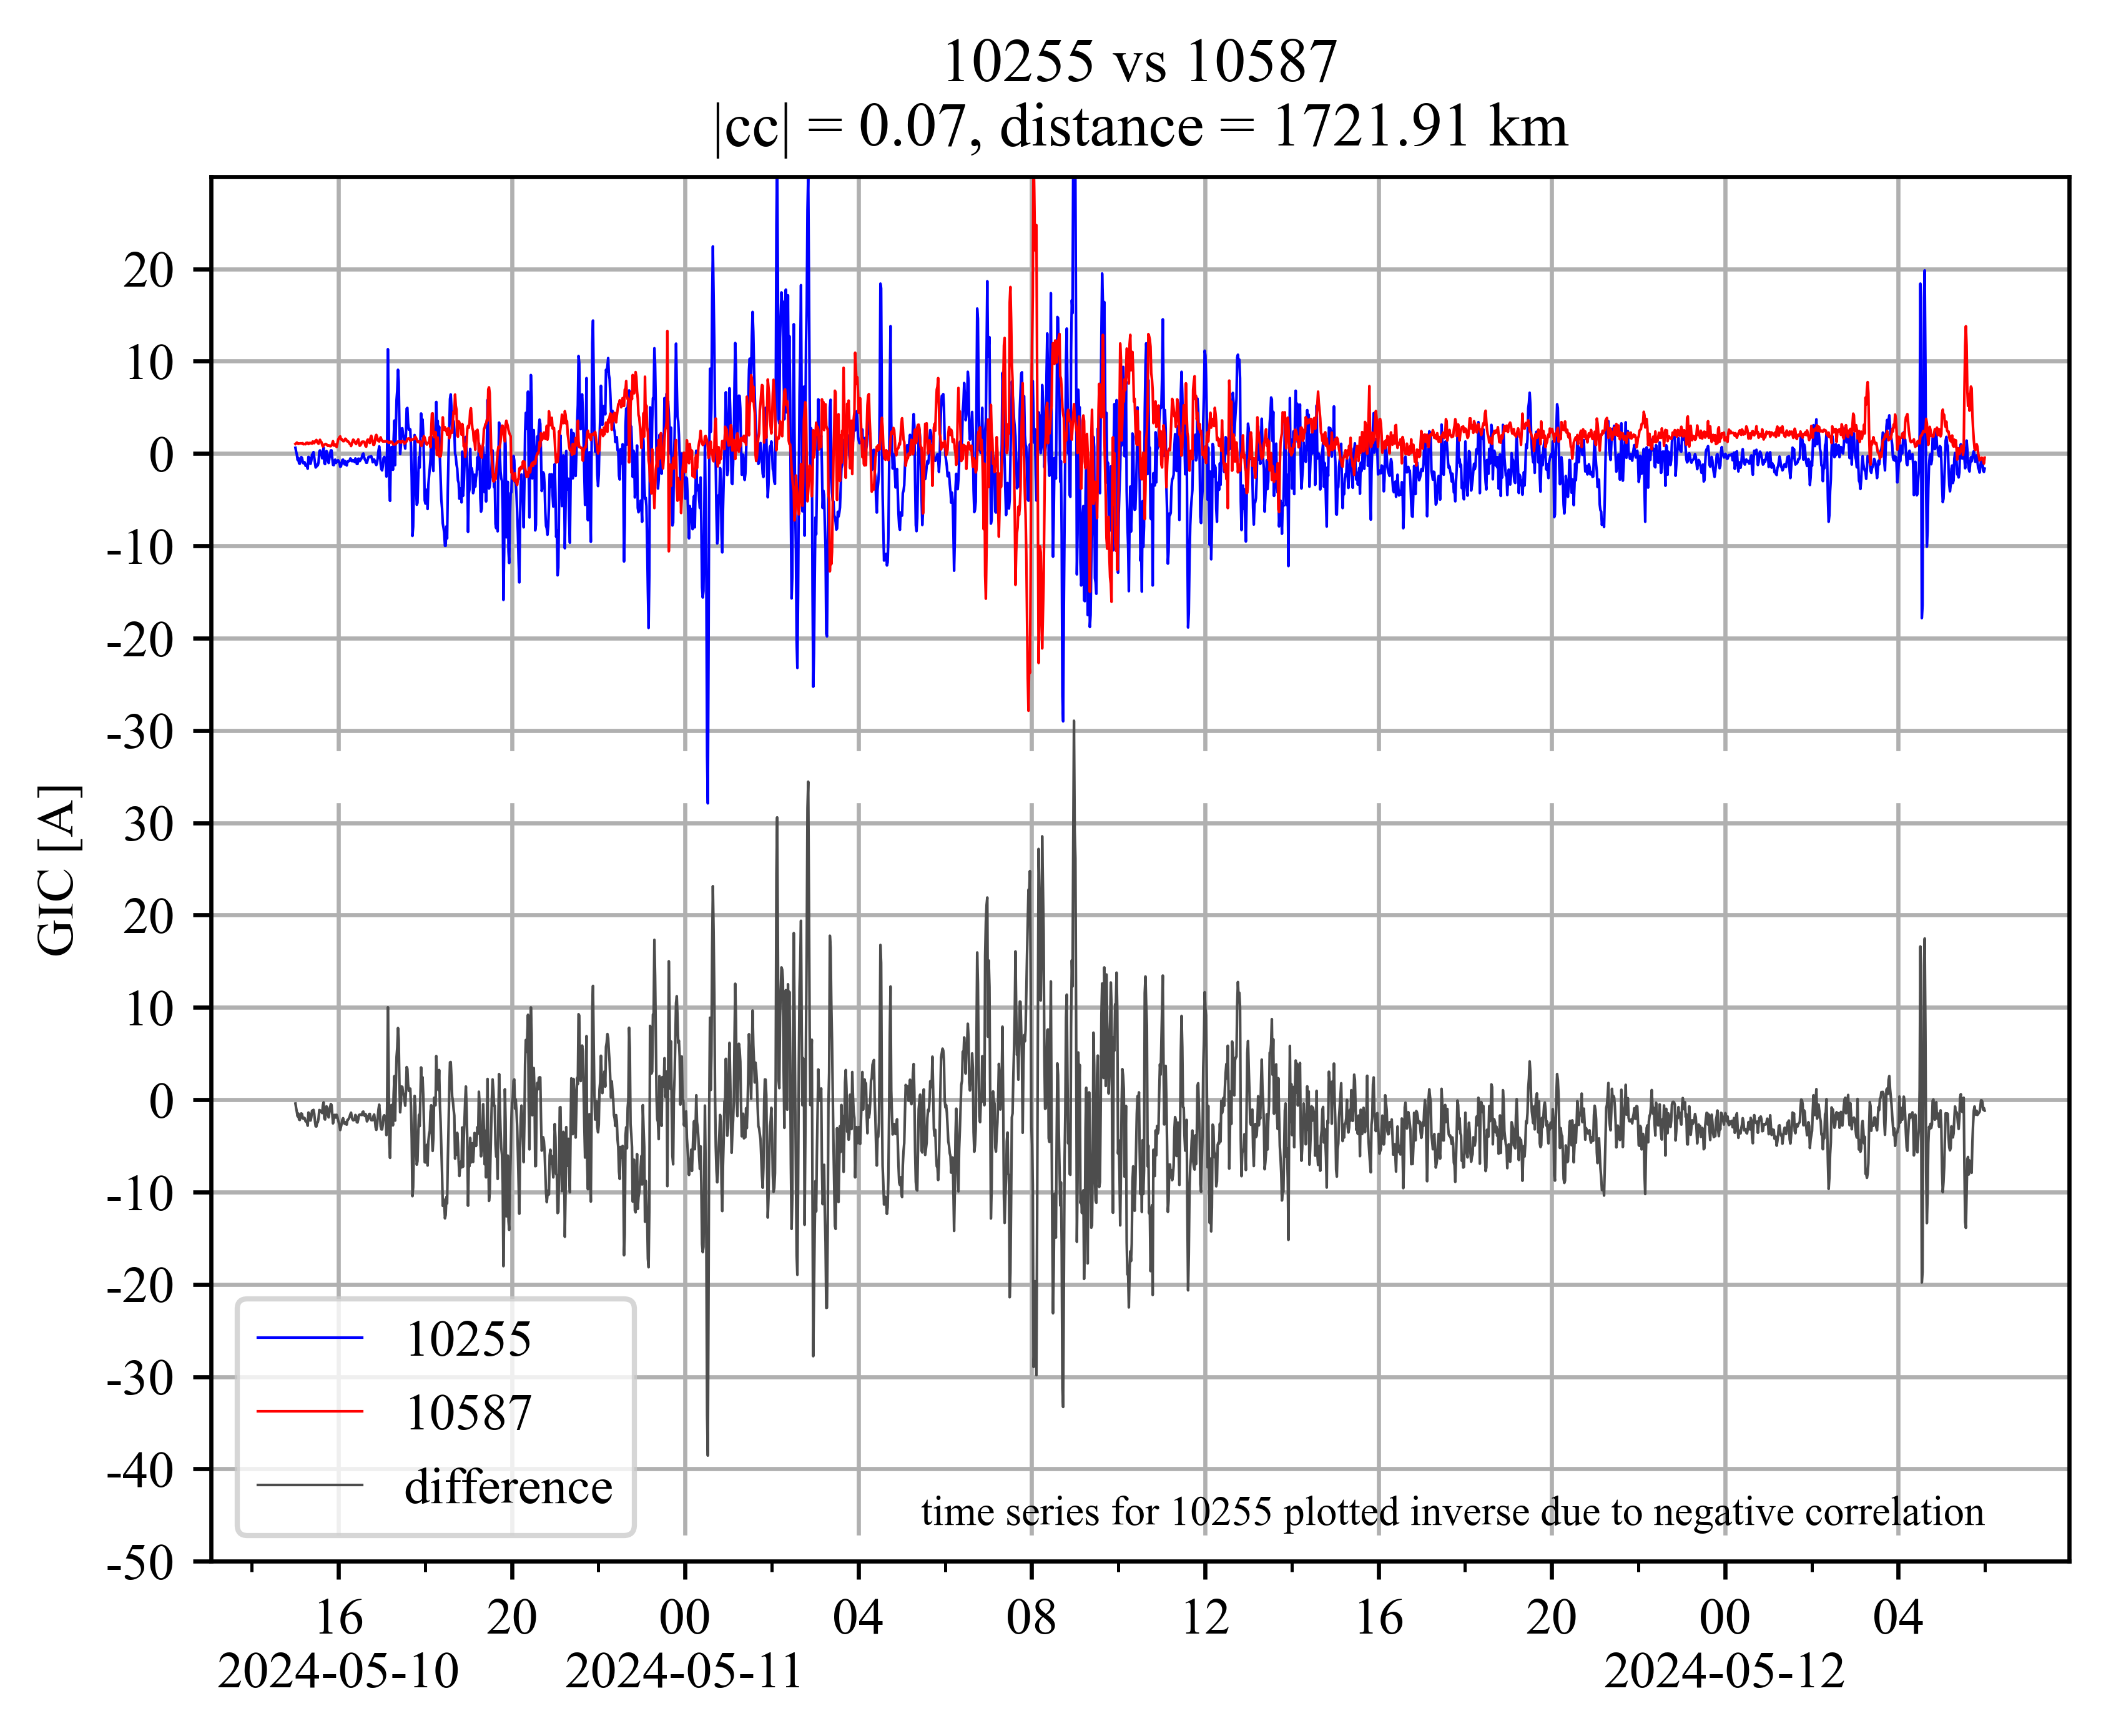 10255 vs 10587
|cc| = 0.07, distance = 1721.91 km
GIC [A]
20
10
0
-10
-20
-30
30
20
10
0
-10
-20
-30
-40
-50
10255
10587
difference
time series for 10255 plotted inverse due to negative correlation
16 20 00 04 08 12 16 20 00 04
2024-05-10 2024-05-11 2024-05-12